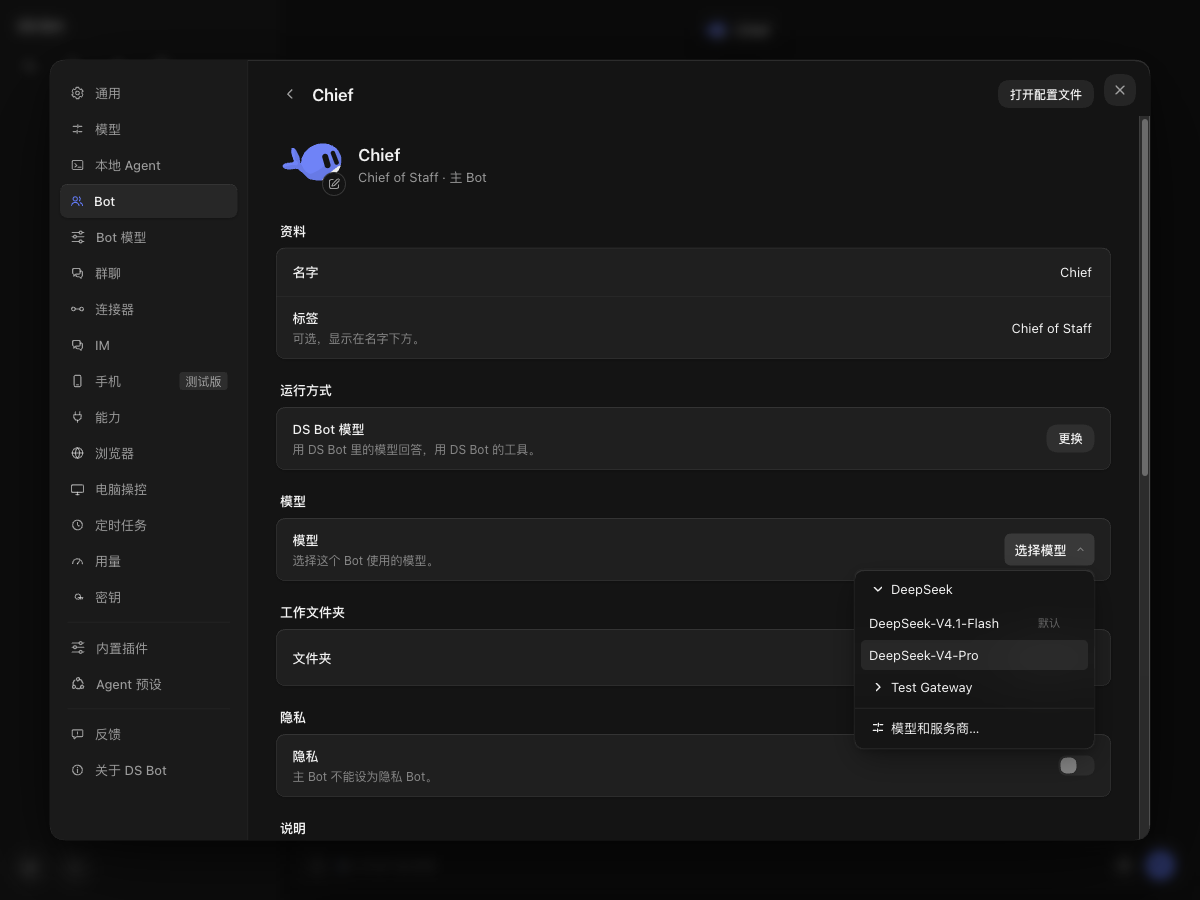 通用
模型
本地 Agent
Bot
Bot 模型
群聊
连接器
IM
手机 测试版
能力
浏览器
电脑操控
定时任务
用量
密钥
内置插件
Agent 预设
反馈
关于 DS Bot
Chief
打开配置文件
Chief
Chief of Staff · 主 Bot
资料
名字 Chief
标签
可选，显示在名字下方。
Chief of Staff
运行方式
DS Bot 模型
用 DS Bot 里的模型回答，用 DS Bot 的工具。
更换
模型
模型
选择这个 Bot 使用的模型。
选择模型
DeepSeek
DeepSeek-V4.1-Flash 默认
DeepSeek-V4-Pro
Test Gateway
模型和服务商...
工作文件夹
文件夹
隐私
隐私
主 Bot 不能设为隐私 Bot。
说明